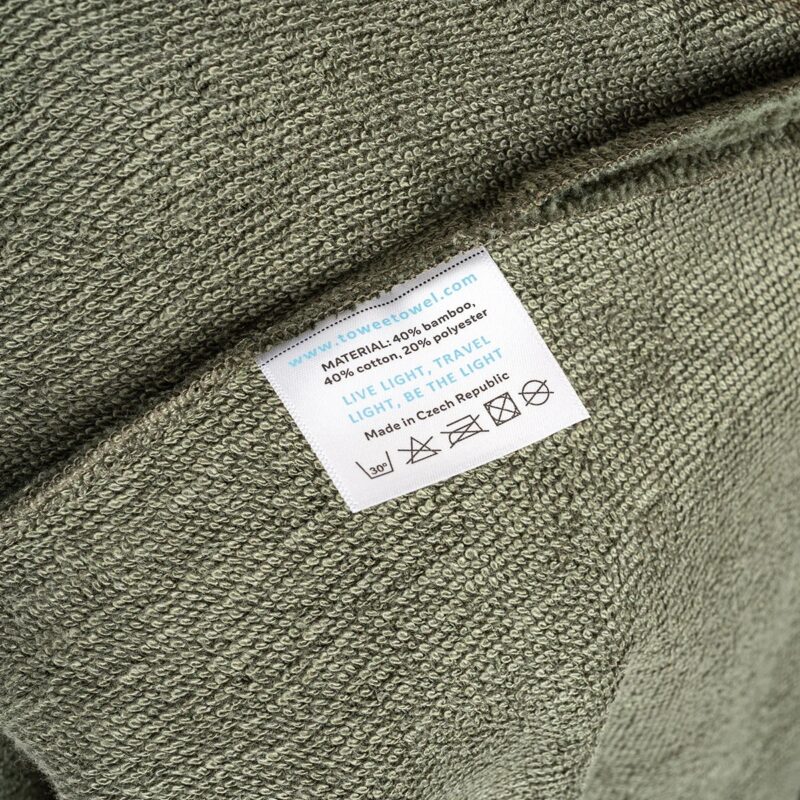 www.toweetowel.com
MATERIAL: 40% bamboo,
40% cotton, 20% polyester
LIVE LIGHT, TRAVEL
LIGHT, BE THE LIGHT
Made in Czech Republic
30°